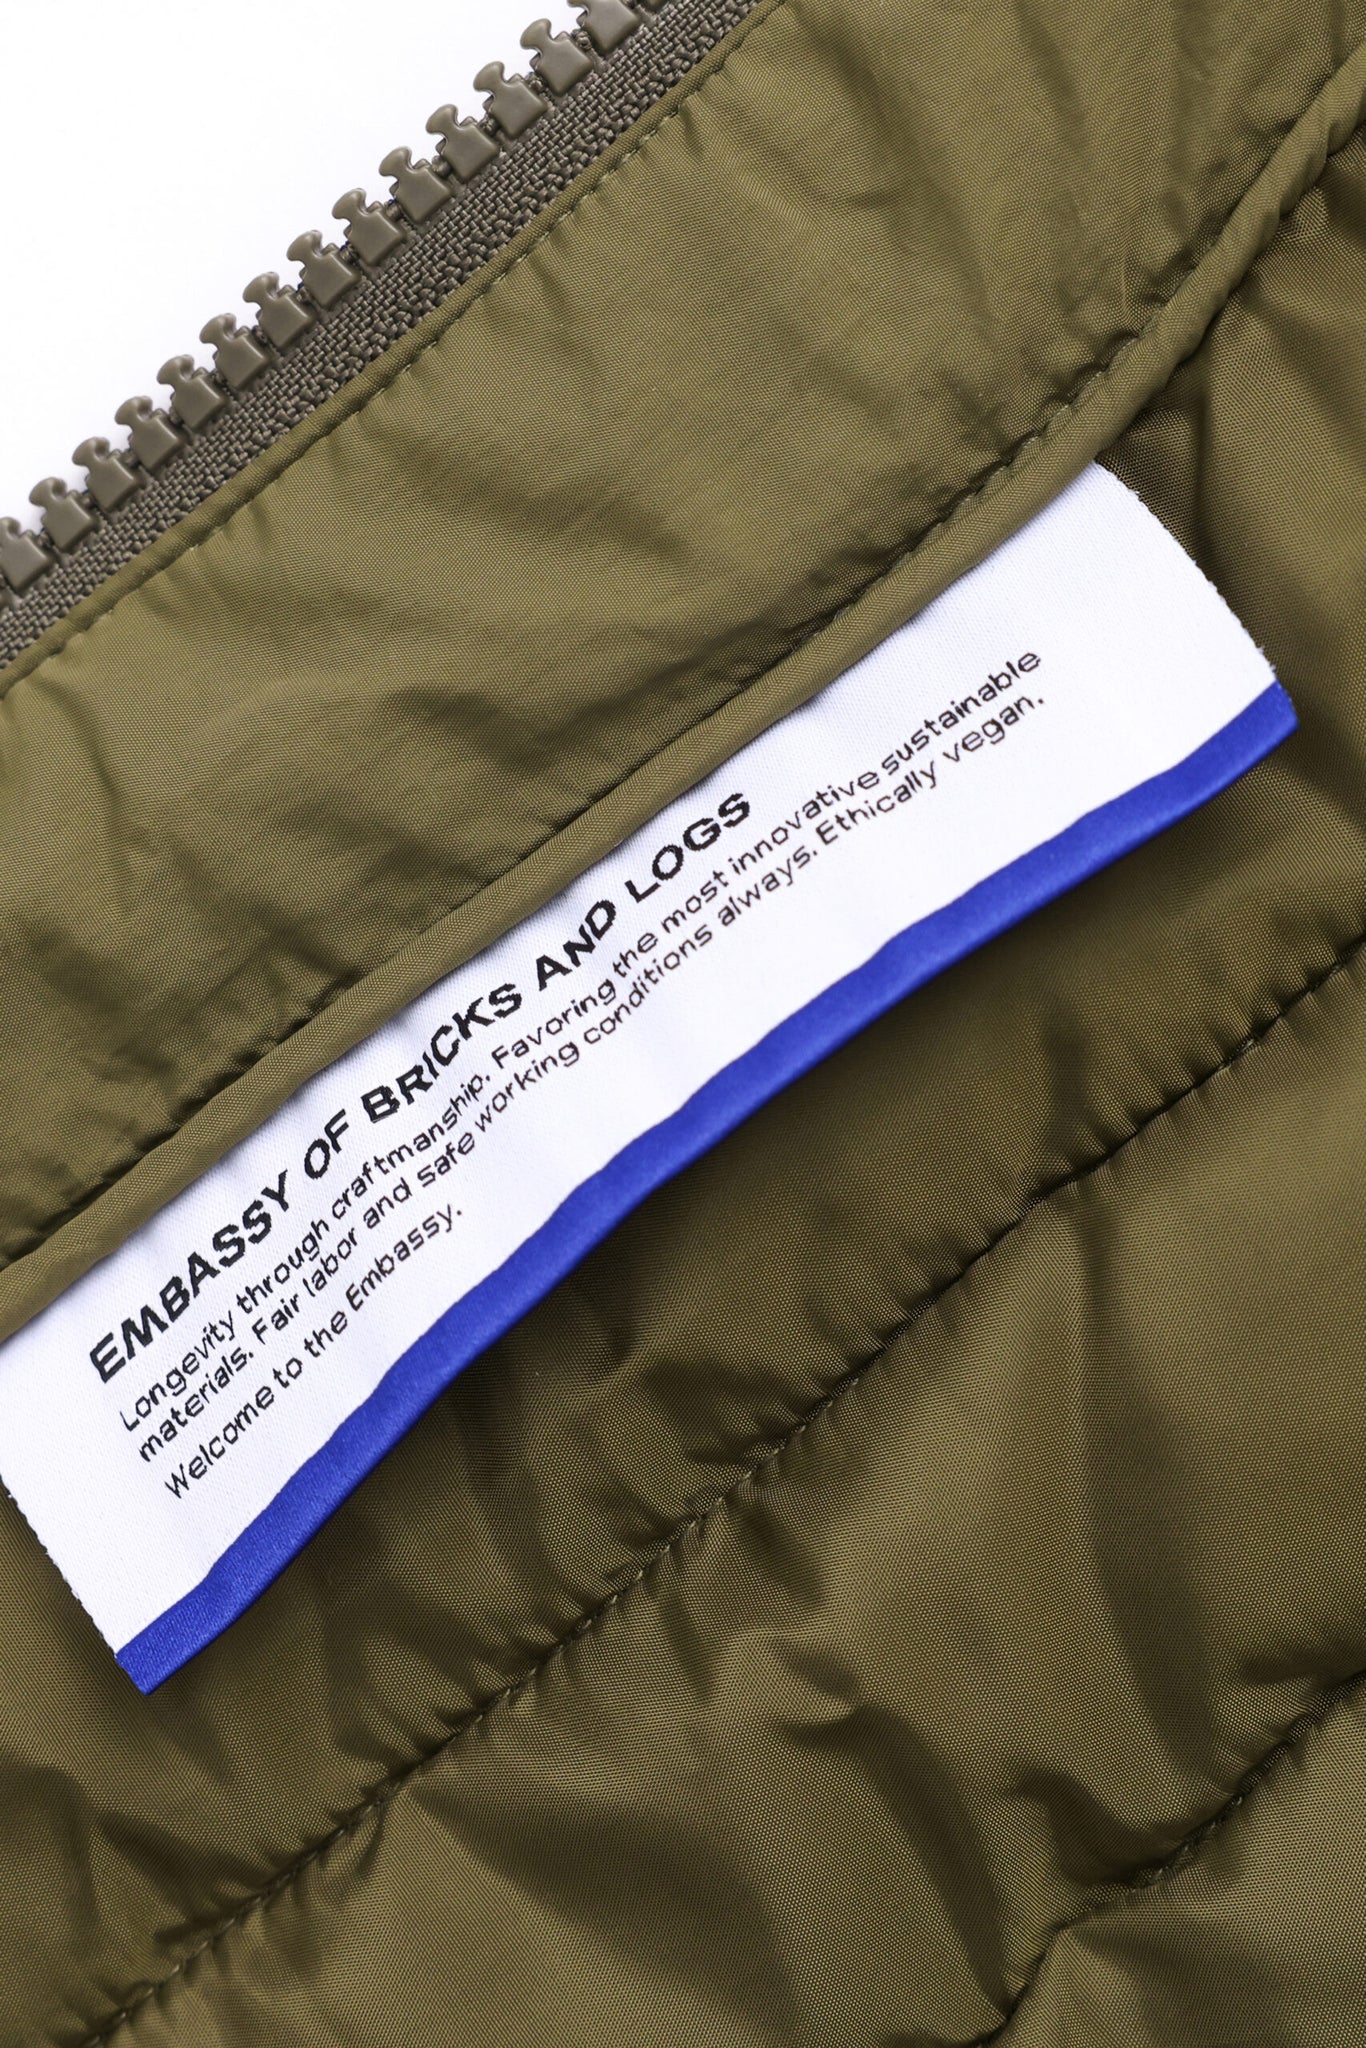 EMBASSY OF BRICKS AND LOGS
Longevity through craftmanship. Favoring the most innovative sustainable
materials. Fair labor and safe working conditions always. Ethically vegan.
Welcome to the Embassy.